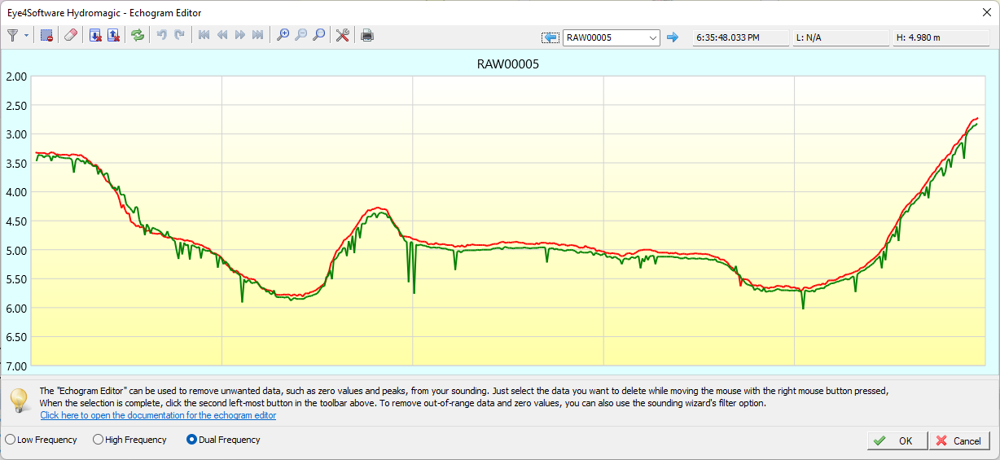 Eye4Software Hydromagic - Echogram Editor
RAW00005
6:35:48.033 PM
L: N/A
H: 4.980 m
RAW00005
2.00
2.50
3.00
3.50
4.00
4.50
5.00
5.50
6.00
6.50
7.00
The "Echogram Editor" can be used to remove unwanted data, such as zero values and peaks, from your sounding. Just select the data you want to delete while moving the mouse with the right mouse button pressed,
When the selection is complete, click the second left-most button in the toolbar above. To remove out-of-range data and zero values, you can also use the sounding wizard's filter option.
Click here to open the documentation for the echogram editor
Low Frequency
High Frequency
Dual Frequency
OK
Cancel